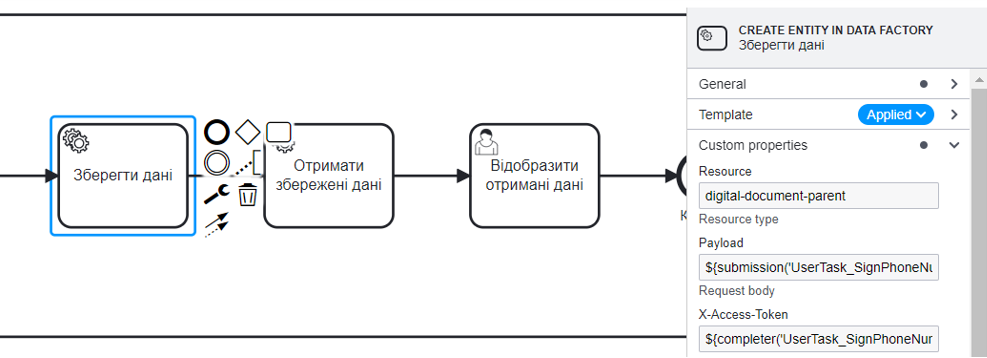 CREATE ENTITY IN DATA FACTORY
Зберегти дані
General
Template
Applied
Custom properties
Resource
digital-document-parent
Resource type
Payload
${submission('UserTask_SignPhoneNu
Request body
X-Access-Token
${completer('UserTask_SignPhoneNur
Зберегти дані
Отримати
збережені дані
Відобразити
отримані дані
К